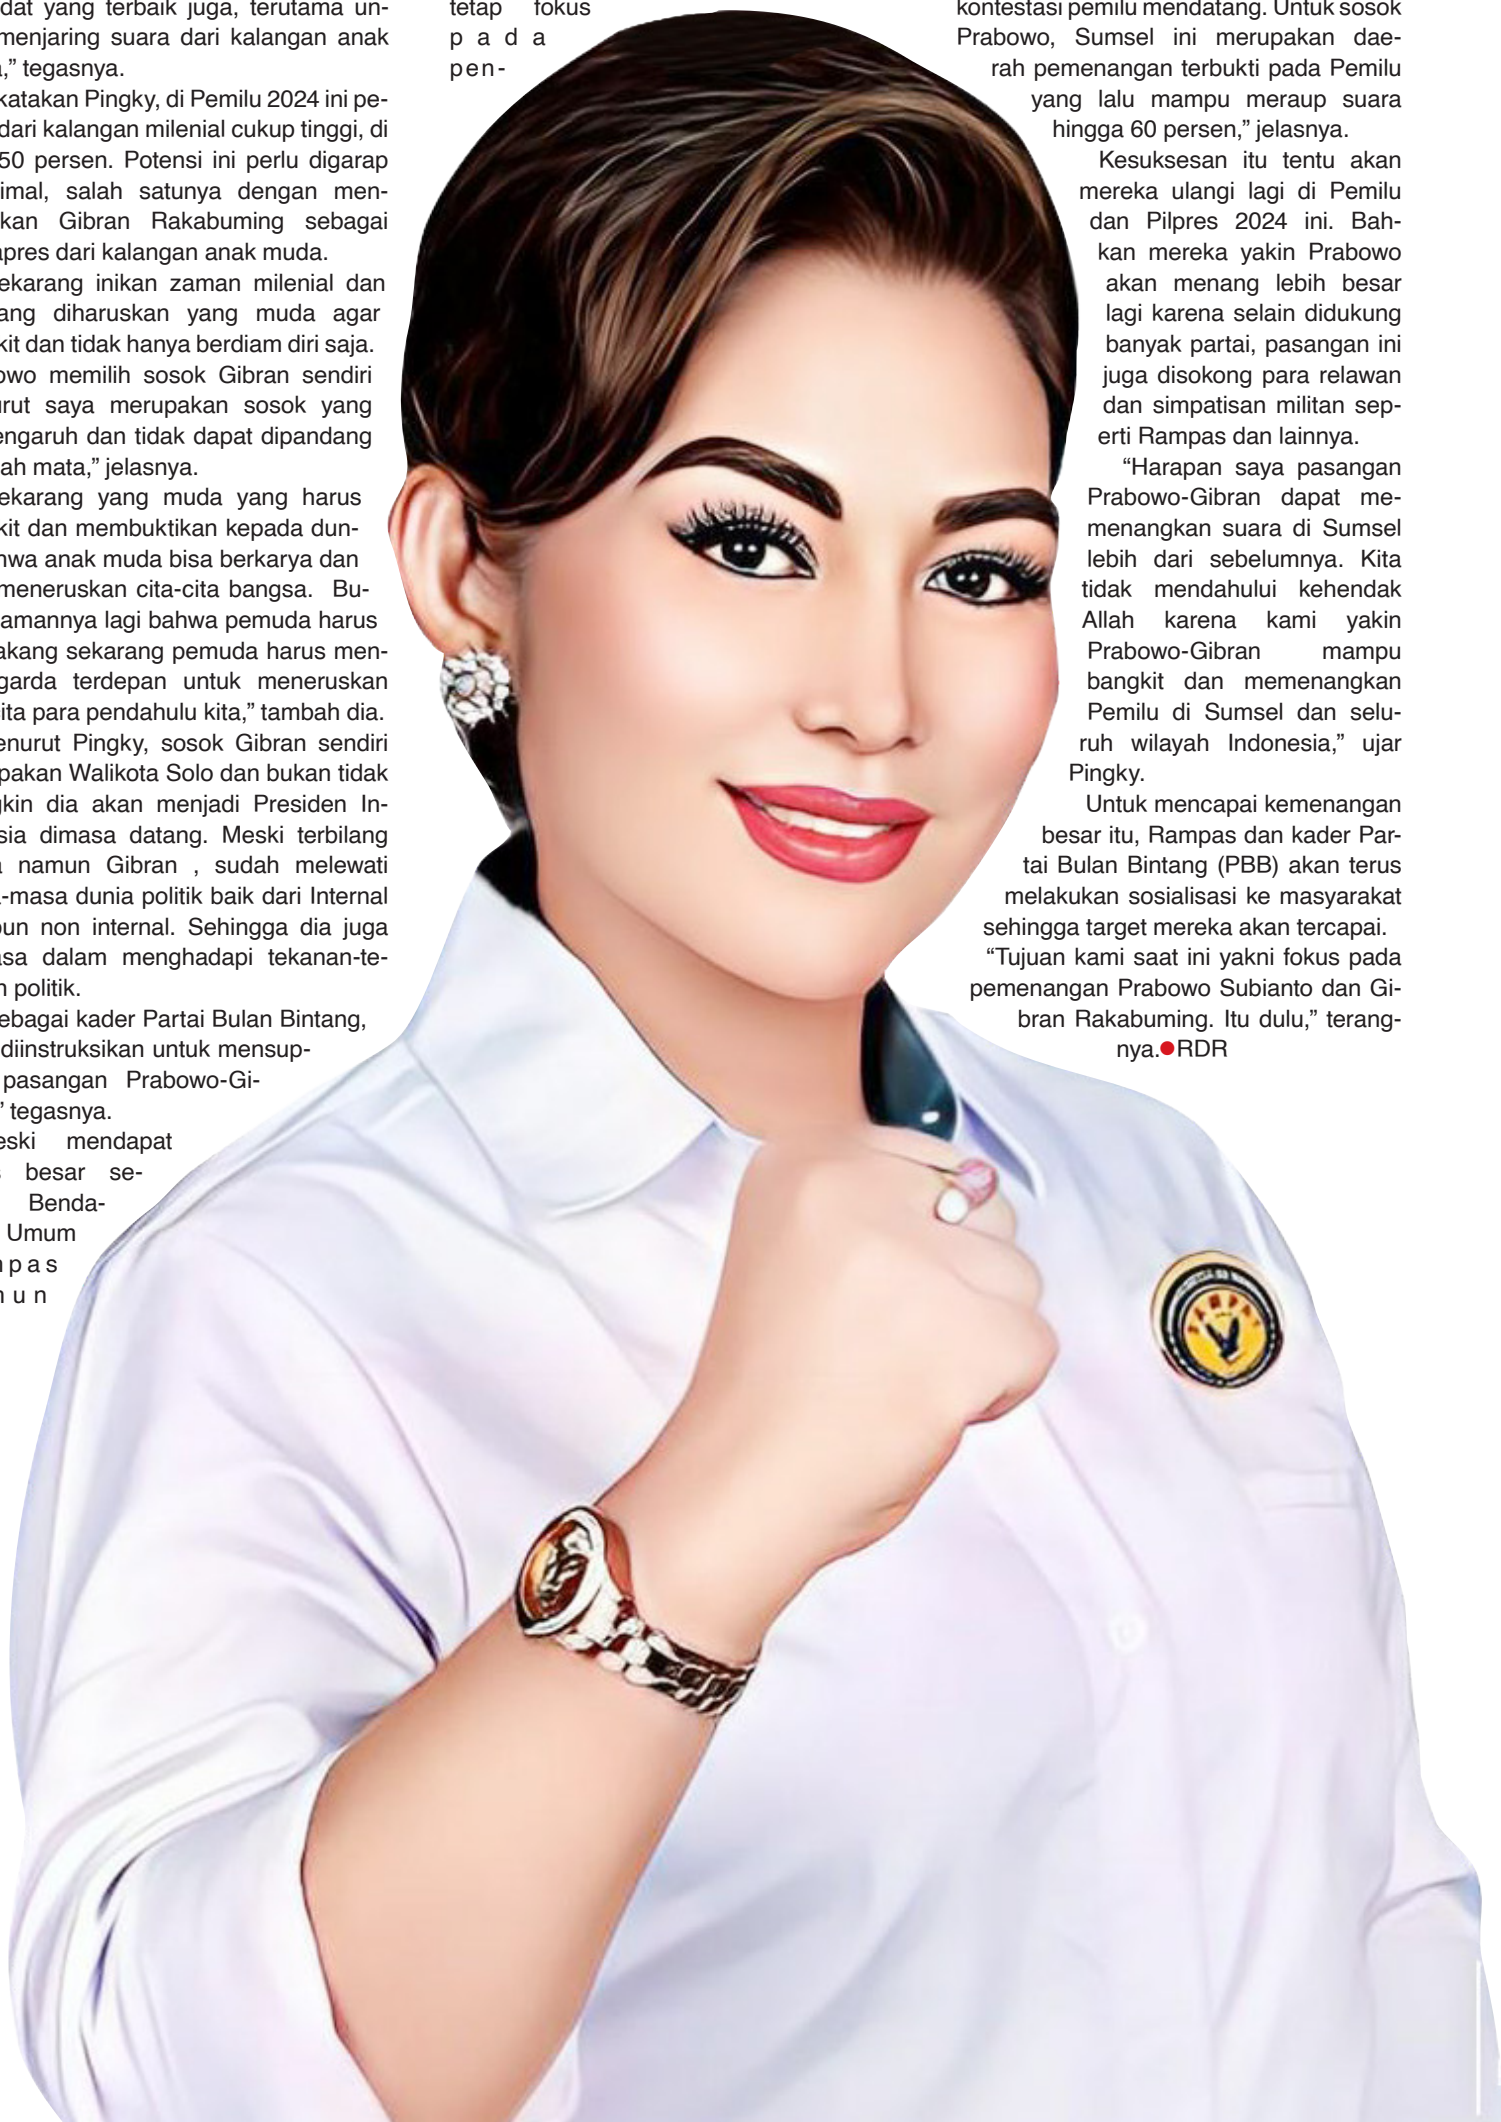 dat yang terbaik juga, terutama un-
menjaring suara dari kalangan anak
,” tegasnya.
katakan Pingky, di Pemilu 2024 ini pe-
dari kalangan milenial cukup tinggi, di
50 persen. Potensi ini perlu digarap
imal, salah satunya dengan men-
kan Gibran Rakabuming sebagai
pres dari kalangan anak muda.
ekarang inikan zaman milenial dan
ang diharuskan yang muda agar
kit dan tidak hanya berdiam diri saja.
owo memilih sosok Gibran sendiri
rut saya merupakan sosok yang
engaruh dan tidak dapat dipandang
ah mata,” jelasnya.
ekarang yang muda yang harus
kit dan membuktikan kepada dun-
hwa anak muda bisa berkarya dan
meneruskan cita-cita bangsa. Bu-
amannya lagi bahwa pemuda harus
akang sekarang pemuda harus men-
garda terdepan untuk meneruskan
ita para pendahulu kita,” tambah dia.
enurut Pingky, sosok Gibran sendiri
pakan Walikota Solo dan bukan tidak
gkin dia akan menjadi Presiden In-
sia dimasa datang. Meski terbilang
namun Gibran , sudah melewati
-masa dunia politik baik dari Internal
pun non internal. Sehingga dia juga
asa dalam menghadapi tekanan-te-
n politik.
ebagai kader Partai Bulan Bintang,
diinstruksikan untuk mensup-
pasangan Prabowo-Gi-
” tegasnya.
eski mendapat
besar se-
Benda-
Umum
pas
un
tetap fokus
pada
pen-
kontestasi pemilu mendatang. Untuk sosok
Prabowo, Sumsel ini merupakan dae-
rah pemenangan terbukti pada Pemilu
yang lalu mampu meraup suara
hingga 60 persen,” jelasnya.
Kesuksesan itu tentu akan
mereka ulangi lagi di Pemilu
dan Pilpres 2024 ini. Bah-
kan mereka yakin Prabowo
akan menang lebih besar
lagi karena selain didukung
banyak partai, pasangan ini
juga disokong para relawan
dan simpatisan militan sep-
erti Rampas dan lainnya.
“Harapan saya pasangan
Prabowo-Gibran dapat me-
menangkan suara di Sumsel
lebih dari sebelumnya. Kita
tidak mendahului kehendak
Allah karena kami yakin
Prabowo-Gibran mampu
bangkit dan memenangkan
Pemilu di Sumsel dan selu-
ruh wilayah Indonesia,” ujar
Pingky.
Untuk mencapai kemenangan
besar itu, Rampas dan kader Par-
tai Bulan Bintang (PBB) akan terus
melakukan sosialisasi ke masyarakat
sehingga target mereka akan tercapai.
“Tujuan kami saat ini yakni fokus pada
pemenangan Prabowo Subianto dan Gi-
bran Rakabuming. Itu dulu,” terang-
nya.●RDR